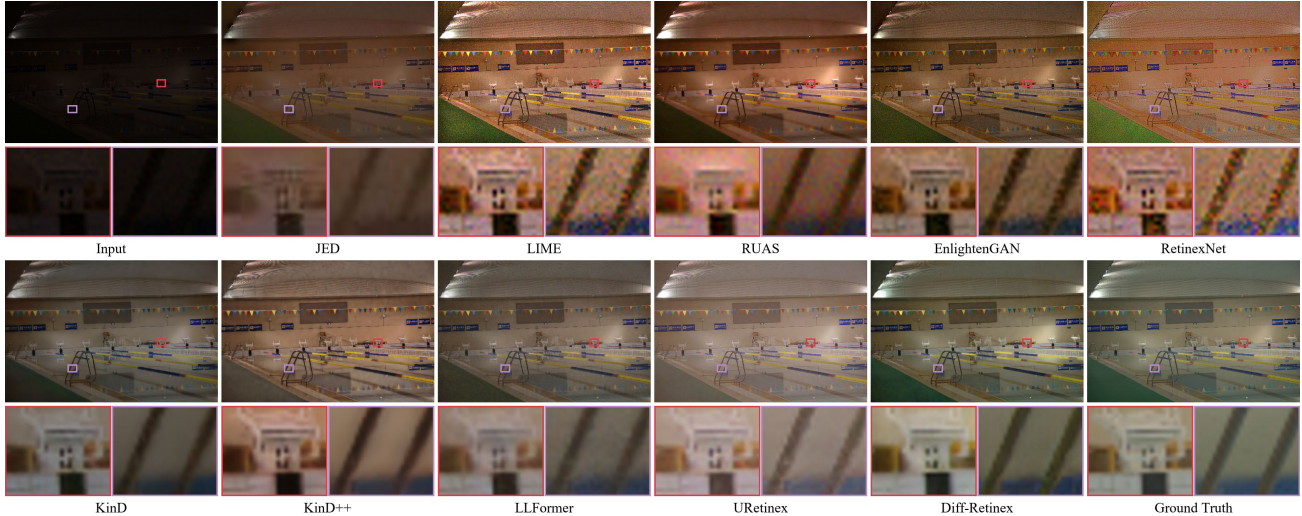 Input JED LIME RUAS EnlightenGAN RetinexNet
KinD KinD++ LLFormer URetinex Diff-Retinex Ground Truth